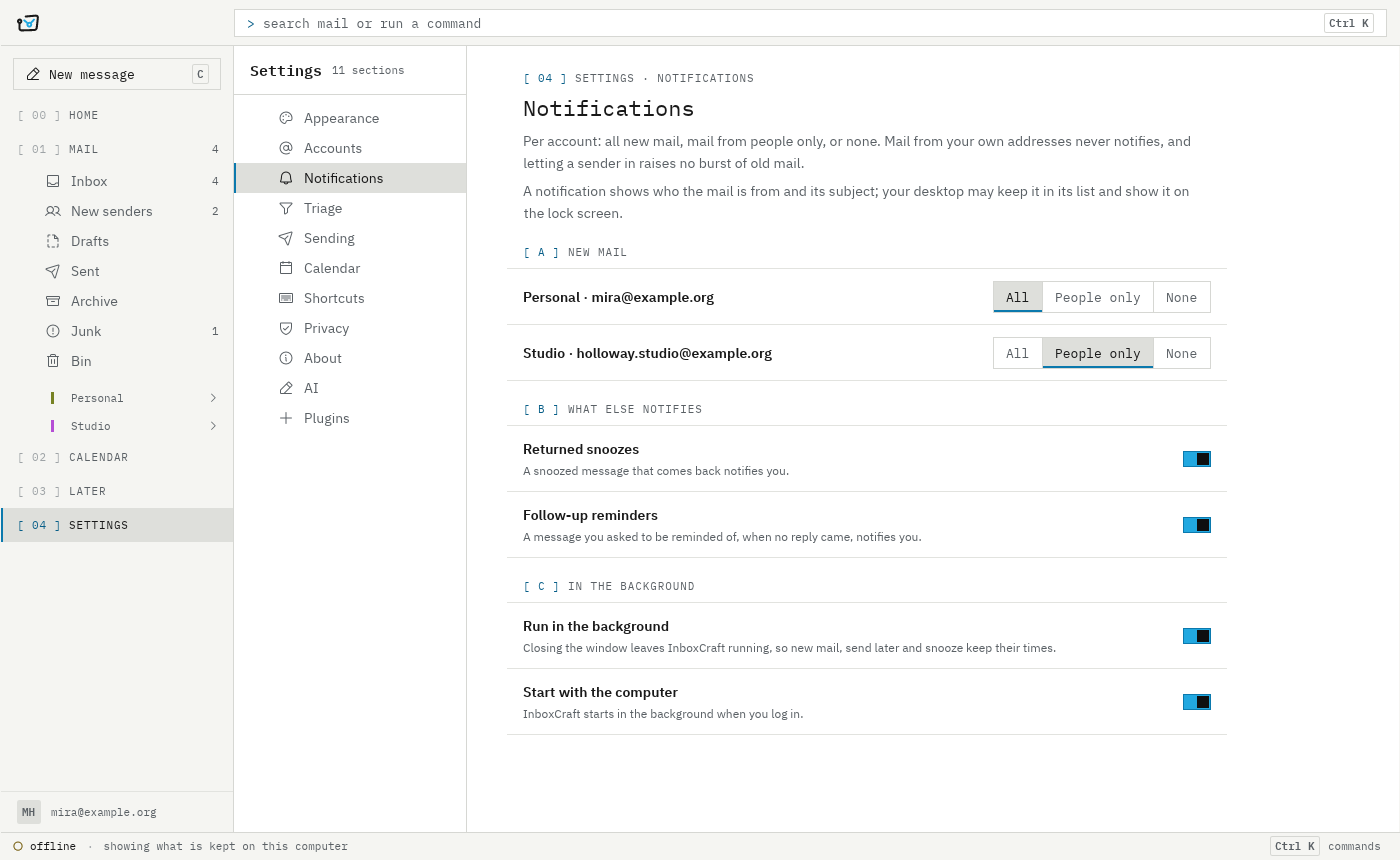 > search mail or run a command
Ctrl K
New message
C
[ 00 ] HOME
[ 01 ] MAIL 4
Inbox 4
New senders 2
Drafts
Sent
Archive
Junk 1
Bin
Personal
Studio
[ 02 ] CALENDAR
[ 03 ] LATER
[ 04 ] SETTINGS
MH mira@example.org
Settings 11 sections
Appearance
Accounts
Notifications
Triage
Sending
Calendar
Shortcuts
Privacy
About
AI
Plugins
[ 04 ] SETTINGS · NOTIFICATIONS
Notifications
Per account: all new mail, mail from people only, or none. Mail from your own addresses never notifies, and
letting a sender in raises no burst of old mail.
A notification shows who the mail is from and its subject; your desktop may keep it in its list and show it on
the lock screen.
[ A ] NEW MAIL
Personal · mira@example.org
All People only None
Studio · holloway.studio@example.org
All People only None
[ B ] WHAT ELSE NOTIFIES
Returned snoozes
A snoozed message that comes back notifies you.
Follow-up reminders
A message you asked to be reminded of, when no reply came, notifies you.
[ C ] IN THE BACKGROUND
Run in the background
Closing the window leaves InboxCraft running, so new mail, send later and snooze keep their times.
Start with the computer
InboxCraft starts in the background when you log in.
offline · showing what is kept on this computer
Ctrl K commands